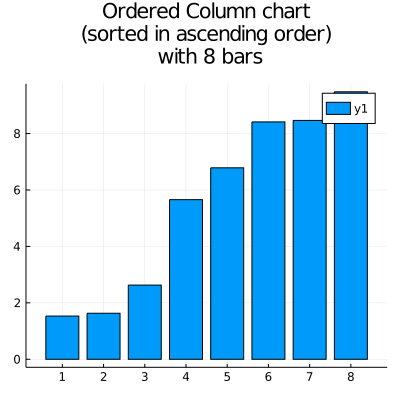 Ordered Column chart
(sorted in ascending order)
with 8 bars
y1
8
6
4
2
0
1 2 3 4 5 6 7 8